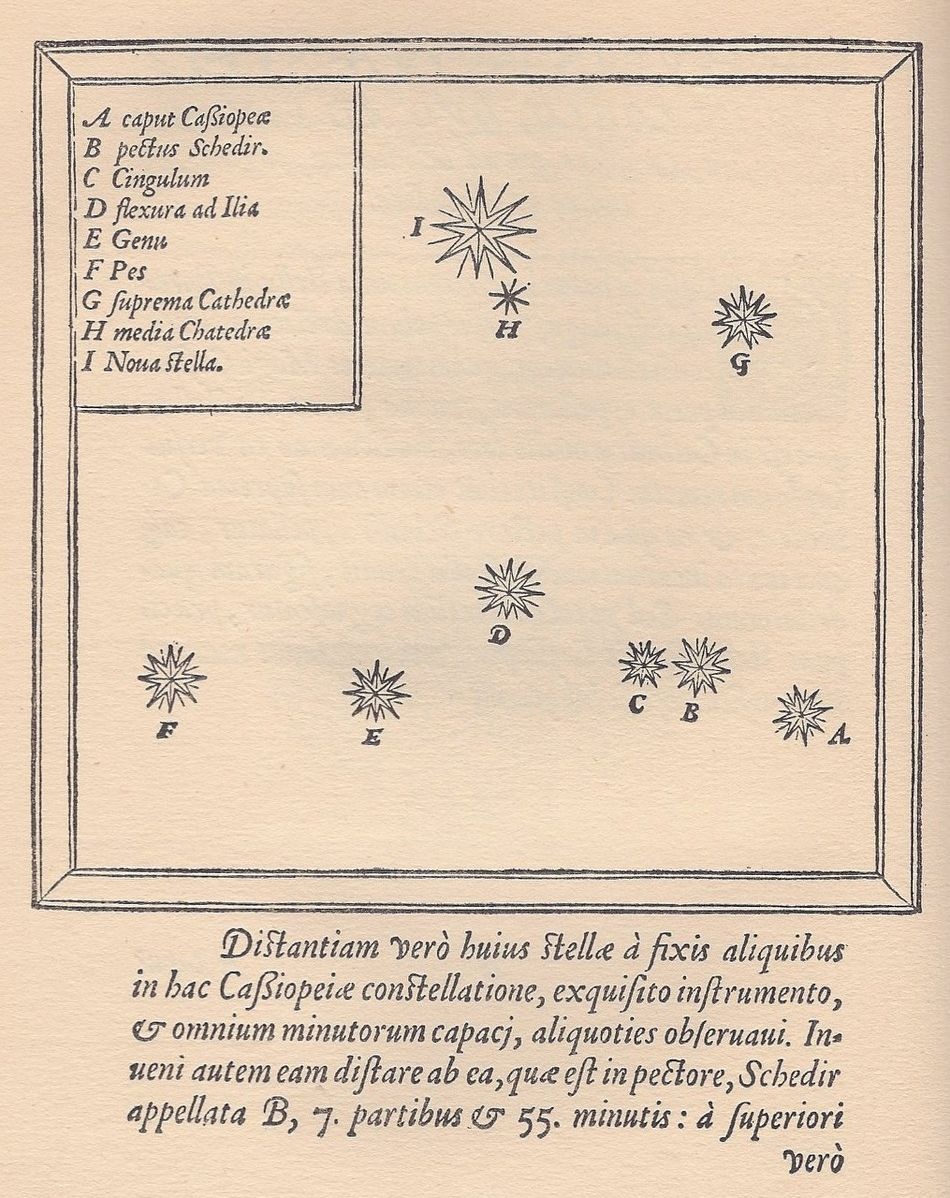 A caput Caſsiopeæ
B pectus Schedir.
C Cingulum
D flexura ad Ilia
E Genu
F Pes
G ſuprema Cathedræ
H media Chatedræ
I Noua ſtella.
I
H
G
D
C
B
A
E
F
Diſtantiam verò huius ſtellæ à fixis aliquibus
in hac Caſsiopeiæ conſtellatione, exquiſito inſtrumento,
& omnium minutorum capacj, aliquoties obſeruaui. In-
ueni autem eam diſtare ab ea, quæ eſt in pectore, Schedir
appellata B, 7. partibus & 55. minutis: à ſuperiori
verò